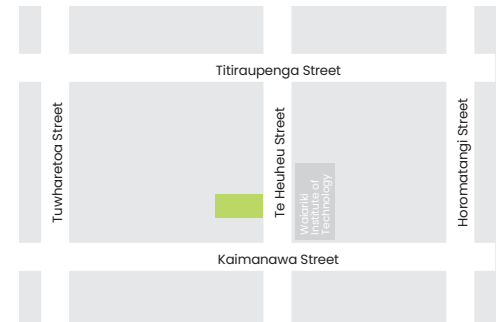 Titiraupenga Street
Tuwharetoa Street
Te Heuheu Street
Horomatangi Street
Waiariki
Institute of
Technology
Kaimanawa Street